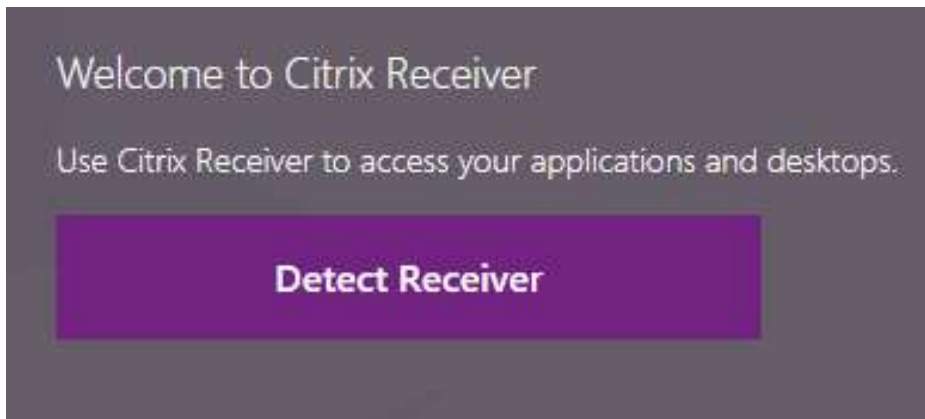 Welcome to Citrix Receiver
Use Citrix Receiver to access your applications and desktops.
Detect Receiver